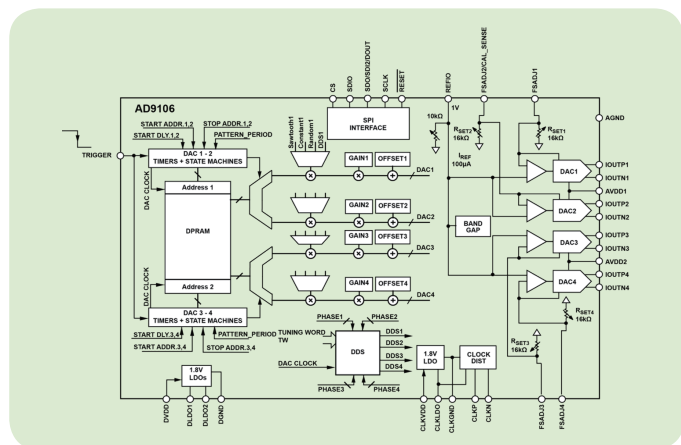 CS
SDIO
SDO/SDI2/DOUT
SCLK
RESET
REFIO
FSADJ2/CAL_SENSE
FSADJ1
AD9106
SPI
INTERFACE
1V
10kΩ
RSET2
16kΩ
RSET1
16kΩ
IREF
100µA
AGND
START ADDR.1,2
STOP ADDR.1,2
START DLY.1,2
PATTERN_PERIOD
TRIGGER
DAC 1 - 2
TIMERS + STATE MACHINES
DAC CLOCK
Address 1
DPRAM
Address 2
DAC CLOCK
DAC 3 - 4
TIMERS + STATE MACHINES
START DLY.3,4
PATTERN_PERIOD
START ADDR.3,4
STOP ADDR.3,4
Sawtooth1
Constant1
Random1
DDS1
GAIN1
OFFSET1
DAC1
GAIN2
OFFSET2
DAC2
GAIN3
OFFSET3
DAC3
GAIN4
OFFSET4
DAC4
BAND
GAP
DAC1
DAC2
DAC3
DAC4
IOUTP1
IOUTN1
AVDD1
IOUTP2
IOUTN2
IOUTP3
IOUTN3
AVDD2
IOUTP4
IOUTN4
RSET4
16kΩ
RSET3
16kΩ
PHASE1
PHASE2
TUNING WORD
TW
DDS
DDS1
DDS2
DDS3
DDS4
DAC CLOCK
PHASE3
PHASE4
1.8V
LDO
CLOCK
DIST
1.8V
LDOs
DVDD
DLDO1
DLDO2
DGND
CLKVDD
CLKLDO
CLKGND
CLKP
CLKN
FSADJ3
FSADJ4